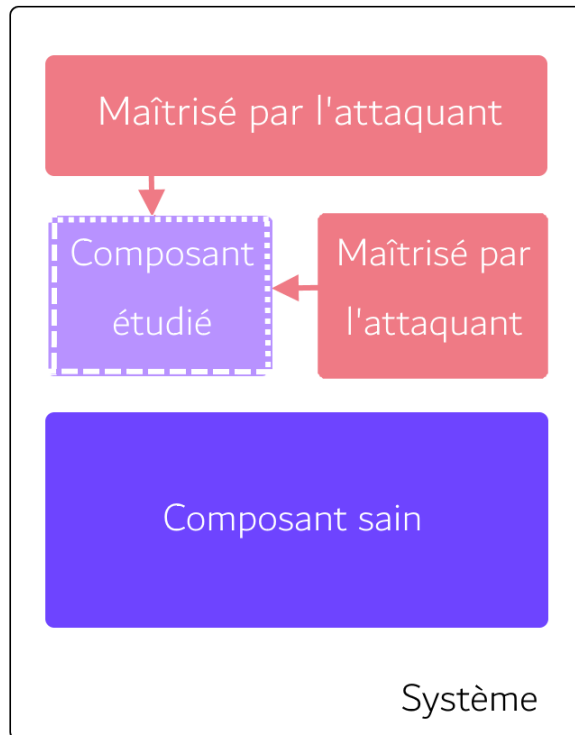 Maîtrisé par l'attaquant
Composant
étudié
Maîtrisé par
l'attaquant
Composant sain
Système